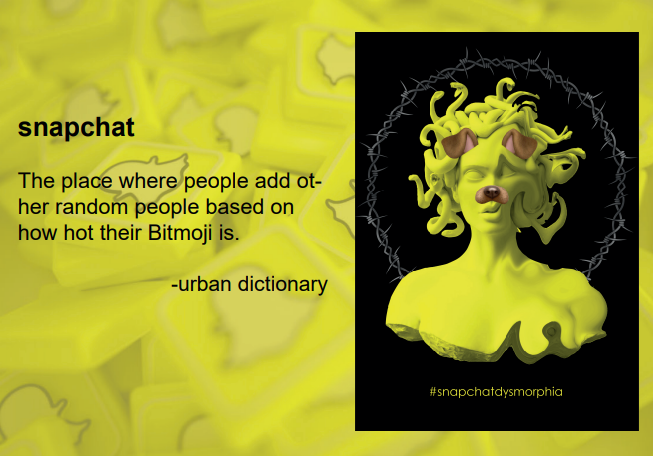 snapchat
The place where people add ot-
her random people based on
how hot their Bitmoji is.
-urban dictionary
#snapchatdysmorphia